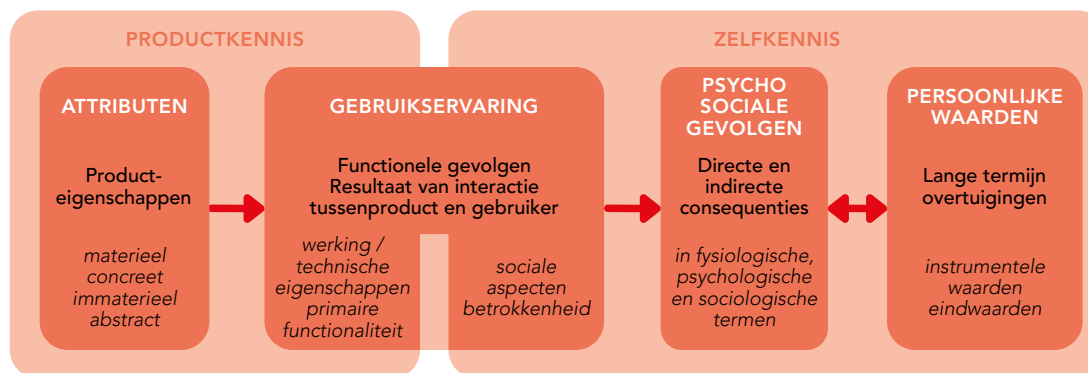 PRODUCTKENNIS
ZELFKENNIS
ATTRIBUTEN
Product-
eigenschappen
materieel
concreet
immaterieel
abstract
GEBRUIKSERVARING
Functionele gevolgen
Resultaat van interactie
tussenproduct en gebruiker
werking /
technische
eigenschappen
primaire
functionaliteit
sociale
aspecten
betrokkenheid
PSYCHO
SOCIALE
GEVOLGEN
Directe en
indirecte
consequenties
in fysiologische,
psychologische
en sociologische
termen
PERSOONLIJKE
WAARDEN
Lange termijn
overtuigingen
instrumentele
waarden
eindwaarden